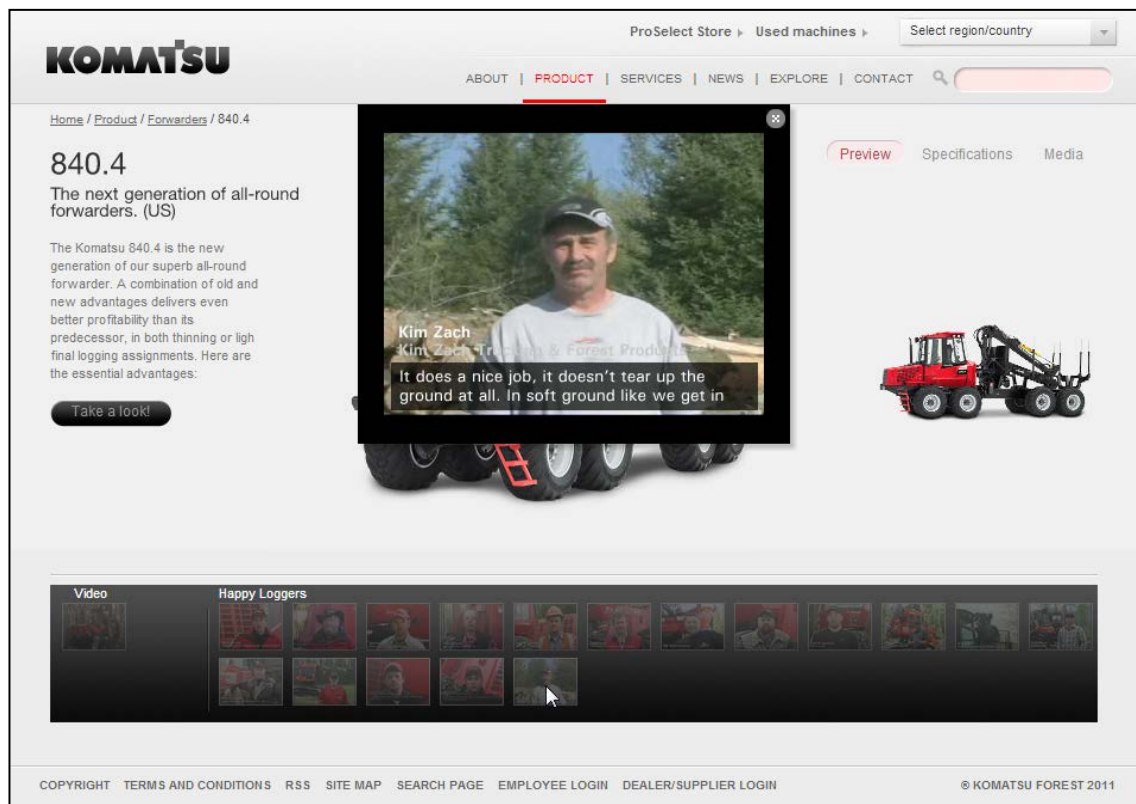 ProSelect Store Used machines Select region/country
KOMATSU
ABOUT | PRODUCT | SERVICES | NEWS | EXPLORE | CONTACT
Home / Product / Forwarders / 840.4
840.4
The next generation of all-round
forwarders. (US)
The Komatsu 840.4 is the new
generation of our superb all-round
forwarder. A combination of old and
new advantages delivers even
better profitability than its
predecessor, in both thinning or ligh
final logging assignments. Here are
the essential advantages:
Take a look!
Kim Zach
Kim Zach Trucking & Forest Products
It does a nice job, it doesn't tear up the
ground at all. In soft ground like we get in
Preview Specifications Media
Video
Happy Loggers
COPYRIGHT TERMS AND CONDITIONS RSS SITE MAP SEARCH PAGE EMPLOYEE LOGIN DEALER/SUPPLIER LOGIN © KOMATSU FOREST 2011